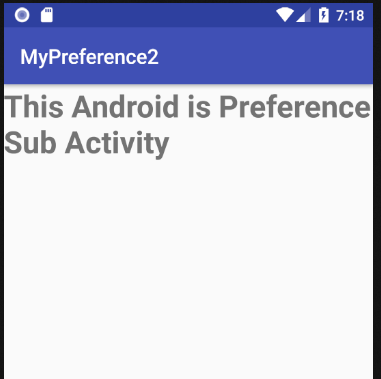 7:18
MyPreference2
This Android is Preference
Sub Activity